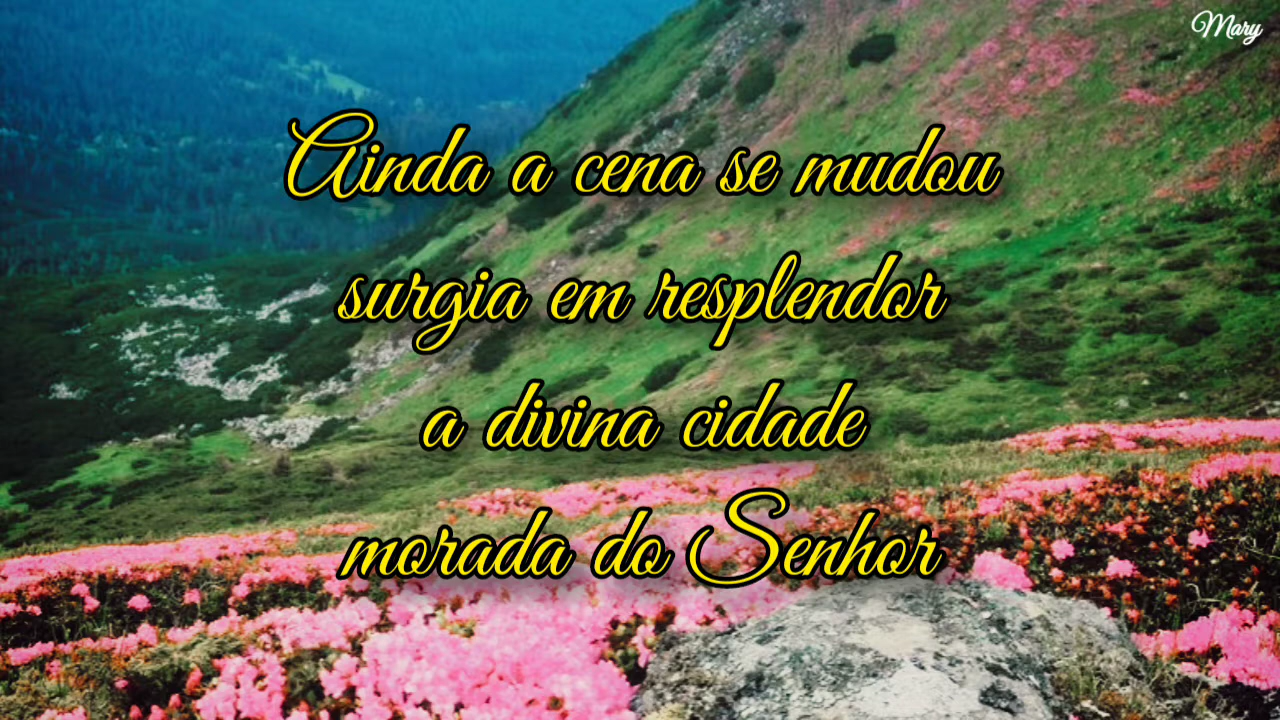 Mary
Ainda a cena se mudou
surgia em resplendor
a divina cidade
morada do Senhor